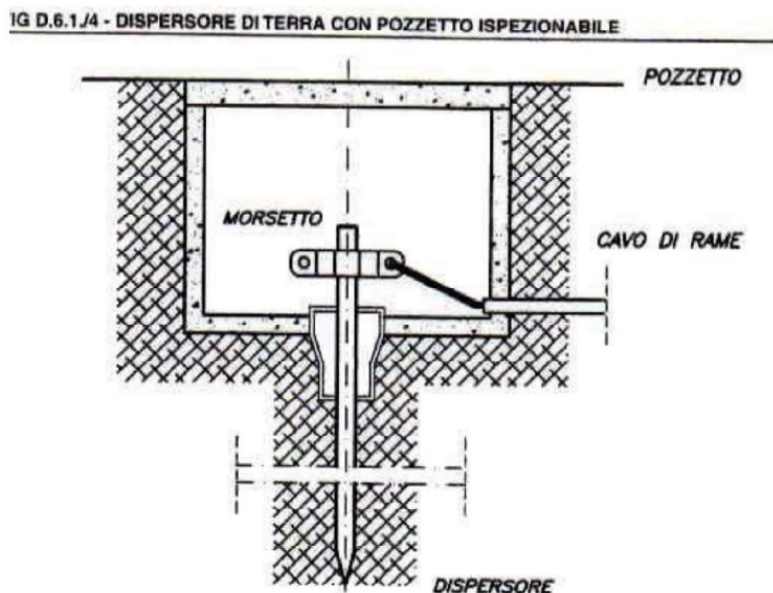 IG D.6.1./4 - DISPERSORE DI TERRA CON POZZETTO ISPEZIONABILE
POZZETTO
MORSETTO
CAVO DI RAME
DISPERSORE